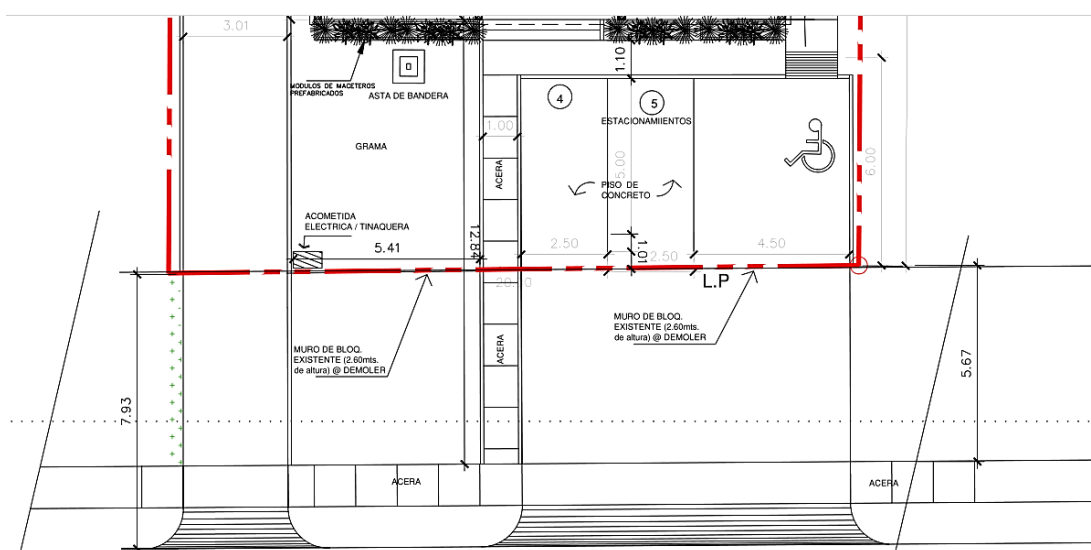 3.01
MODULOS DE MACETEROS
PREFABRICADOS
ASTA DE BANDERA
GRAMA
1.10
4
5
ESTACIONAMIIENTOS
1.00
ACERA
5.00
PISO DE
CONCRETO
6.00
ACOMETIDA
ELECTRICA / TINAQUERA
5.41
12.84
2.50
1.01
2.50
4.50
L.P
MURO DE BLOQ.
EXISTENTE (2.60mts.
de altura) @ DEMOLER
ACERA
MURO DE BLOQ.
EXISTENTE (2.60mts.
de altura) @ DEMOLER
5.67
7.93
ACERA
ACERA